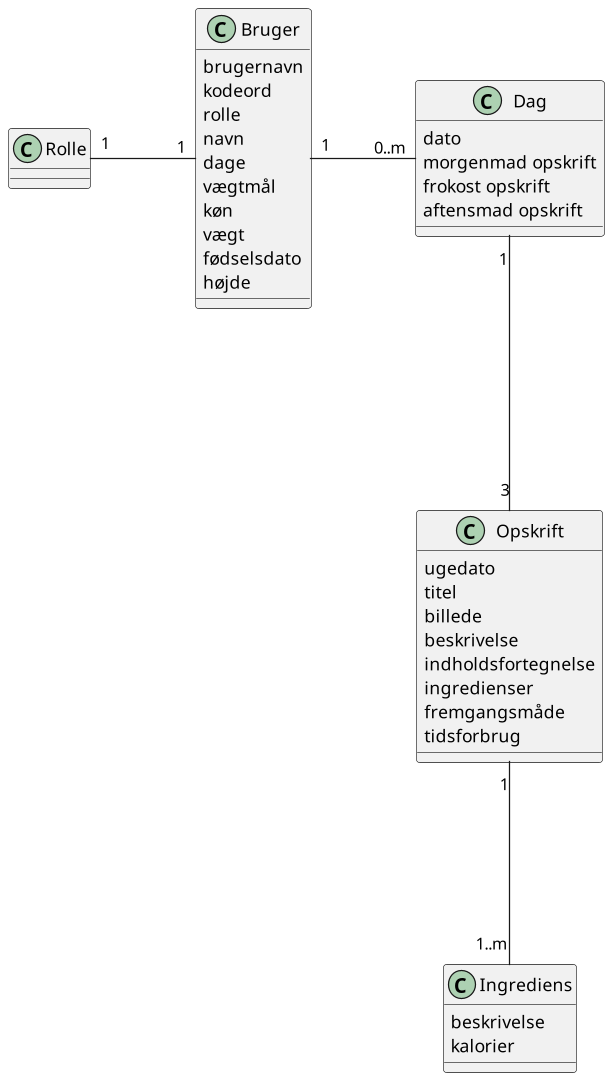 C Bruger
brugernavn
kodeord
rolle
navn
dage
vægtmål
køn
vægt
fødselsdato
højde
C Rolle
1
1
1
0..m
C Dag
dato
morgenmad opskrift
frokost opskrift
aftensmad opskrift
1
3
C Opskrift
ugedato
titel
billede
beskrivelse
indholdsfortegnelse
ingredienser
fremgangsmåde
tidsforbrug
1
1..m
C Ingrediens
beskrivelse
kalorier